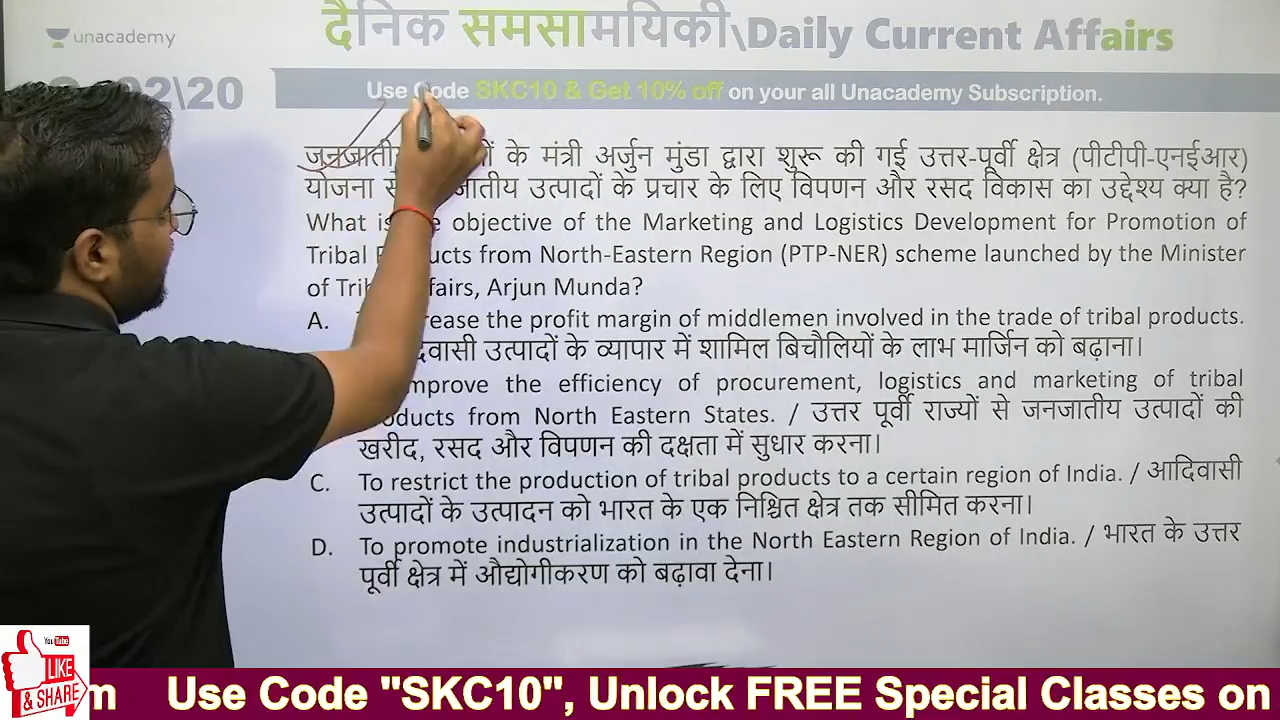 unacademy
दैनिक समसामयिकी\Daily Current Affairs
02\20
Use Code SKC10 & Get 10% off on your all Unacademy Subscription.
के मंत्री अर्जुन मुंडा द्वारा शुरू की गई उत्तर-पूर्वी क्षेत्र (पीटीपी-एनईआर)
योजना उत्पादों के प्रचार के लिए विपणन और रसद विकास का उद्देश्य क्या है?
What is objective of the Marketing and Logistics Development for Promotion of
Tribal from North-Eastern Region (PTP-NER) scheme launched by the Minister
of Arjun Munda?
A. the profit margin of middlemen involved in the trade of tribal products.
उत्पादों के व्यापार में शामिल बिचौलियों के लाभ मार्जिन को बढ़ाना।
improve the efficiency of procurement, logistics and marketing of tribal
from North Eastern States. / उत्तर पूर्वी राज्यों से जनजातीय उत्पादों की
खरीद, रसद और विपणन की दक्षता में सुधार करना।
C. To restrict the production of tribal products to a certain region of India. / आदिवासी
उत्पादों के उत्पादन को भारत के एक निश्चित क्षेत्र तक सीमित करना।
D. To promote industrialization in the North Eastern Region of India. / भारत के उत्तर
पूर्वी क्षेत्र में औद्योगीकरण को बढ़ावा देना।
YouTube
LIKE
& SHARE
m Use Code "SKC10", Unlock FREE Special Classes on